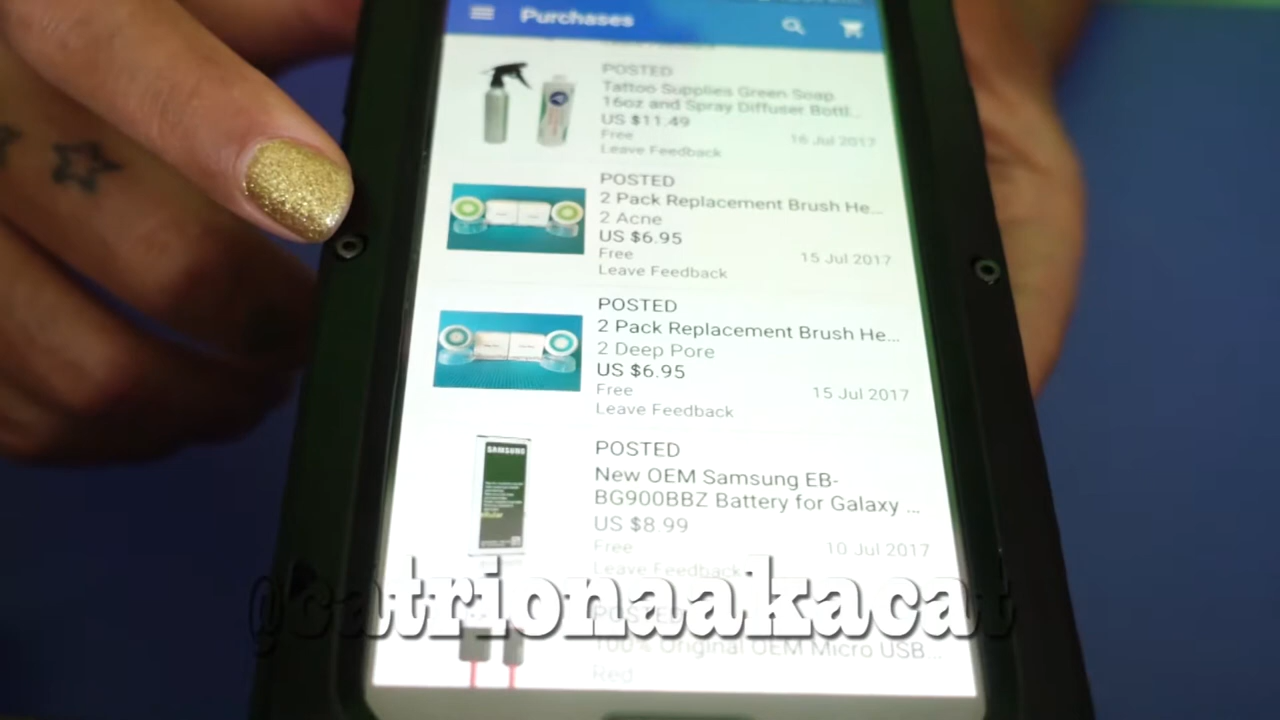 Purchases
POSTED
Tattoo Supplies Green Soap
16oz and Spray Diffuser Bottl...
US $11.49
Free
16 Jul 2017
Leave Feedback
POSTED
2 Pack Replacement Brush He...
2 Acne
US $6.95
Free
15 Jul 2017
Leave Feedback
POSTED
2 Pack Replacement Brush He...
2 Deep Pore
US $6.95
Free
15 Jul 2017
Leave Feedback
SAMSUNG
POSTED
New OEM Samsung EB-
BG900BBZ Battery for Galaxy ...
US $8.99
Free
10 Jul 2017
Leave Feedback
@catrionaakacat
POSTED
100% Original OEM Micro USB...
Red